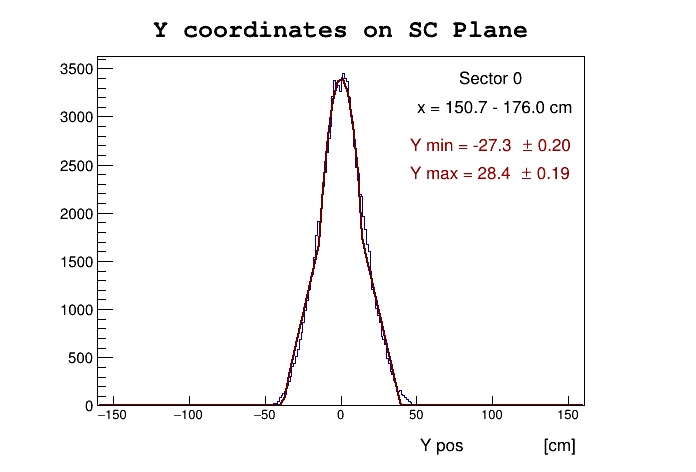 Y coordinates on SC Plane
Sector 0
x = 150.7 - 176.0 cm
Y min = -27.3 ± 0.20
Y max = 28.4 ± 0.19
3500
3000
2500
2000
1500
1000
500
0
−150 −100 −50 0 50 100 150
Y pos [cm]